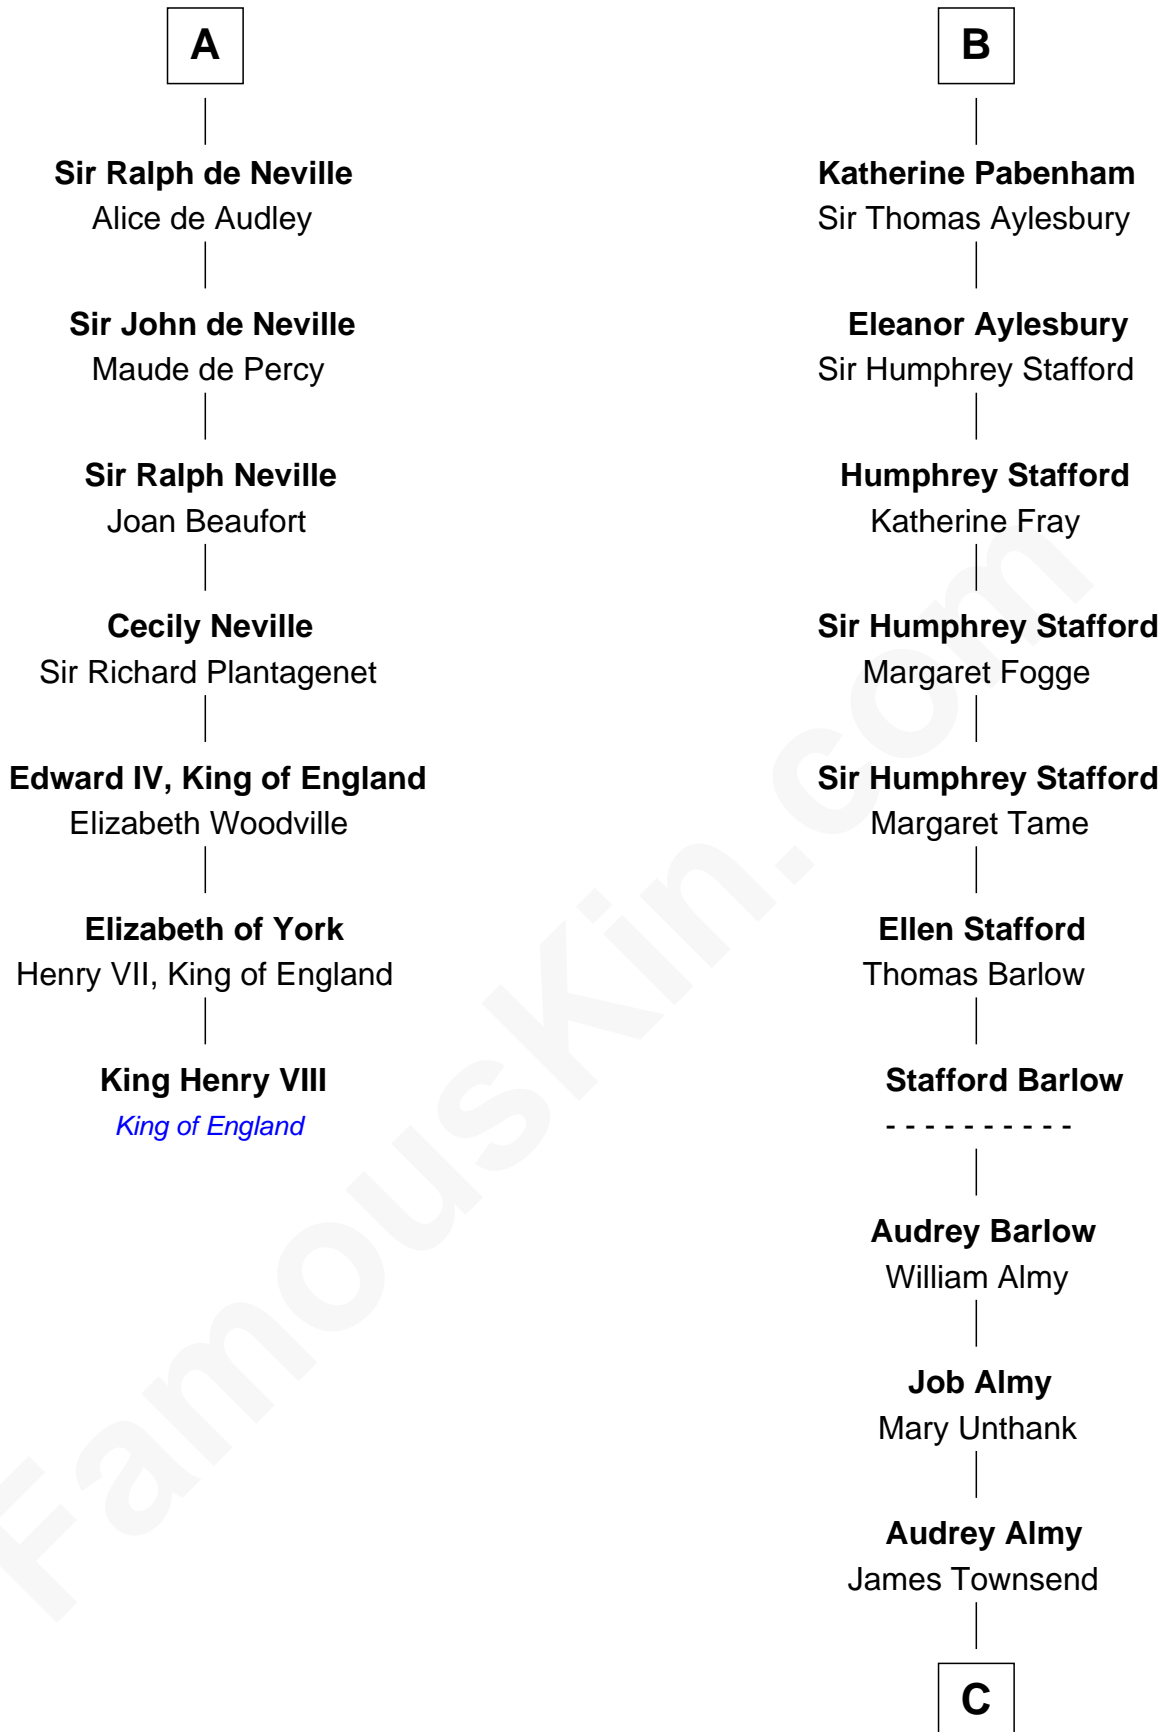 A
Sir Ralph de Neville
Alice de Audley
Sir John de Neville
Maude de Percy
Sir Ralph Neville
Joan Beaufort
Cecily Neville
Sir Richard Plantagenet
Edward IV, King of England
Elizabeth Woodville
Elizabeth of York
Henry VII, King of England
King Henry VIII
King of England
B
Katherine Pabenham
Sir Thomas Aylesbury
Eleanor Aylesbury
Sir Humphrey Stafford
Humphrey Stafford
Katherine Fray
Sir Humphrey Stafford
Margaret Fogge
Sir Humphrey Stafford
Margaret Tame
Ellen Stafford
Thomas Barlow
Stafford Barlow
- - - - - - - - - -
Audrey Barlow
William Almy
Job Almy
Mary Unthank
Audrey Almy
James Townsend
C
FamousKin.com